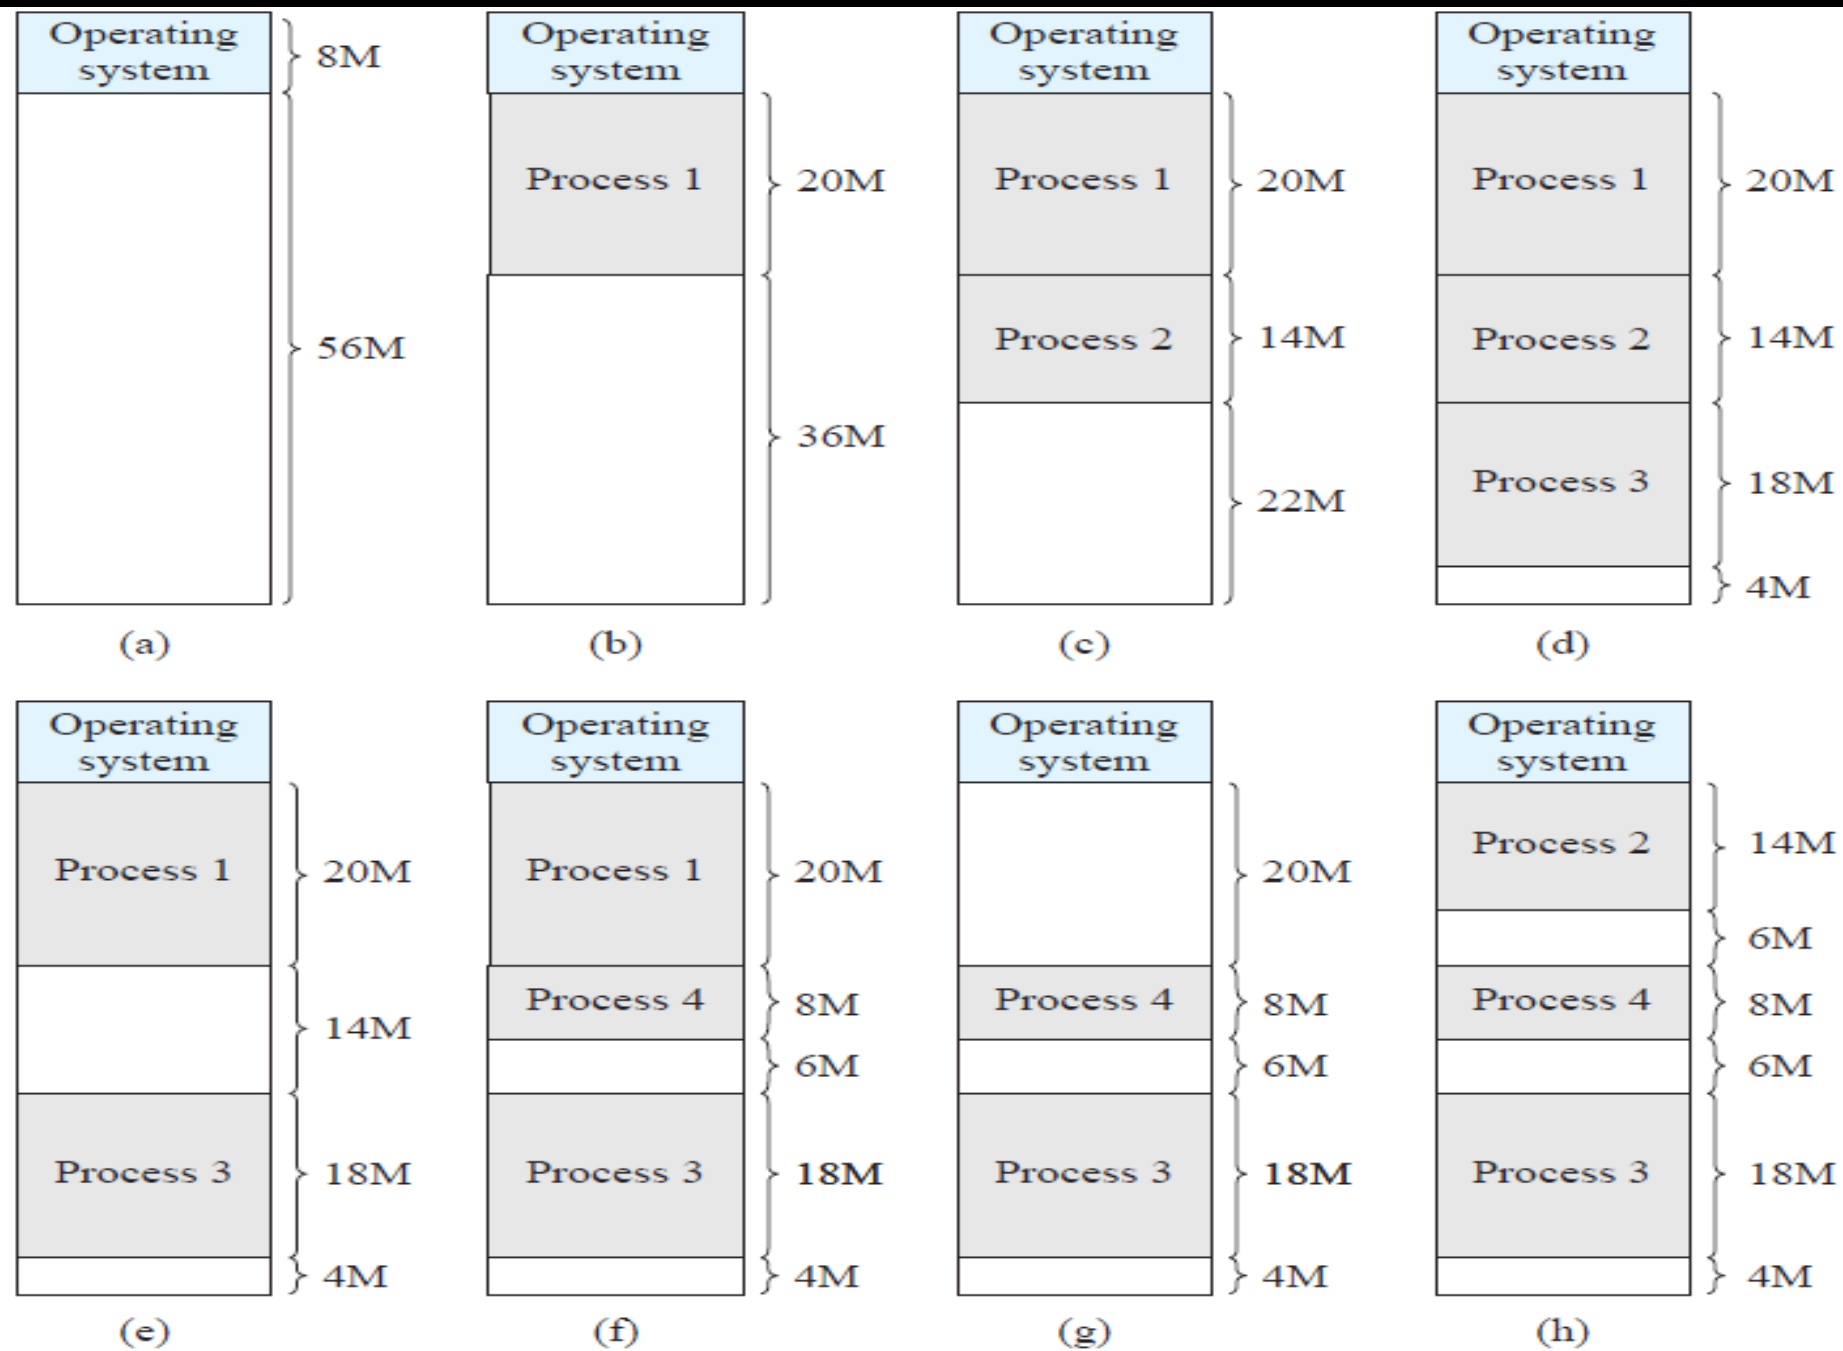 Operating
system
8M
56M
(a)
Operating
system
Process 1
20M
36M
(b)
Operating
system
Process 1
20M
Process 2
14M
22M
(c)
Operating
system
Process 1
20M
Process 2
14M
Process 3
18M
4M
(d)
Operating
system
Process 1
20M
14M
Process 3
18M
4M
(e)
Operating
system
Process 1
20M
Process 4
8M
6M
Process 3
18M
4M
(f)
Operating
system
20M
Process 4
8M
6M
Process 3
18M
4M
(g)
Operating
system
Process 2
14M
6M
Process 4
8M
6M
Process 3
18M
4M
(h)